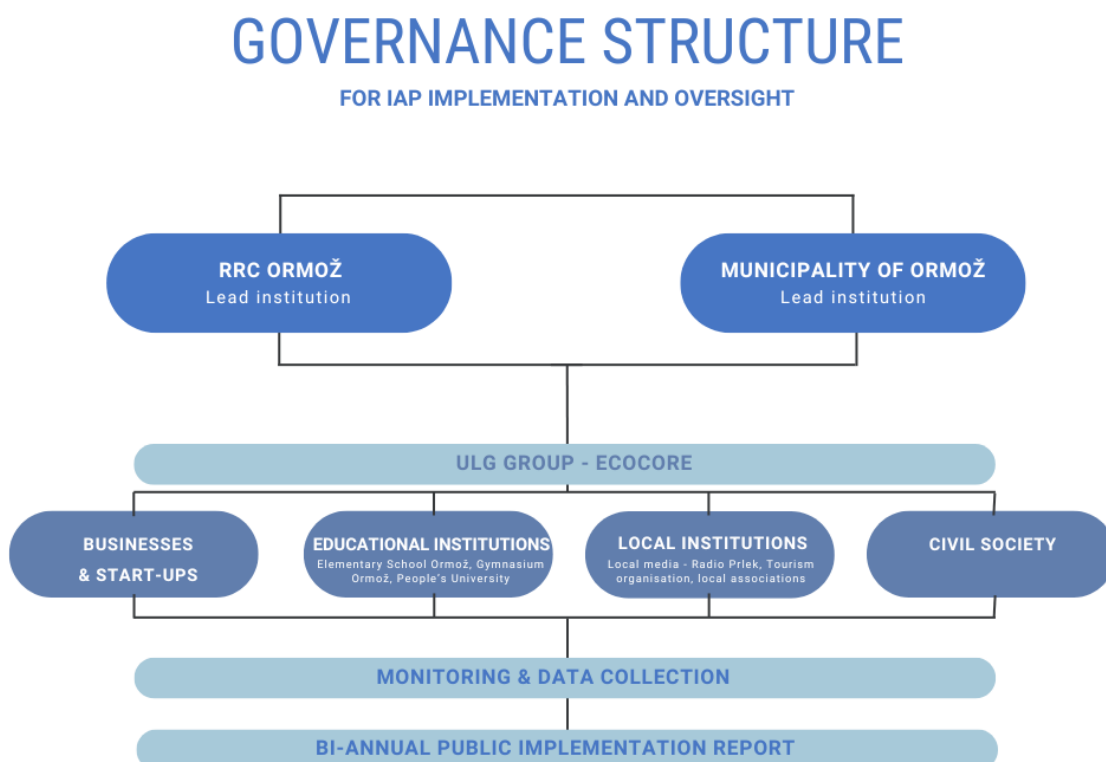 GOVERNANCE STRUCTURE
FOR IAP IMPLEMENTATION AND OVERSIGHT
RRC ORMOŽ
Lead institution
MUNICIPALITY OF ORMOŽ
Lead institution
ULG GROUP - ECOCORE
BUSINESSES
& START-UPS
EDUCATIONAL INSTITUTIONS
Elementary School Ormož, Gymnasium
Ormož, People's University
LOCAL INSTITUTIONS
Local media - Radio Prlek, Tourism
organisation, local associations
CIVIL SOCIETY
MONITORING & DATA COLLECTION
BI-ANNUAL PUBLIC IMPLEMENTATION REPORT